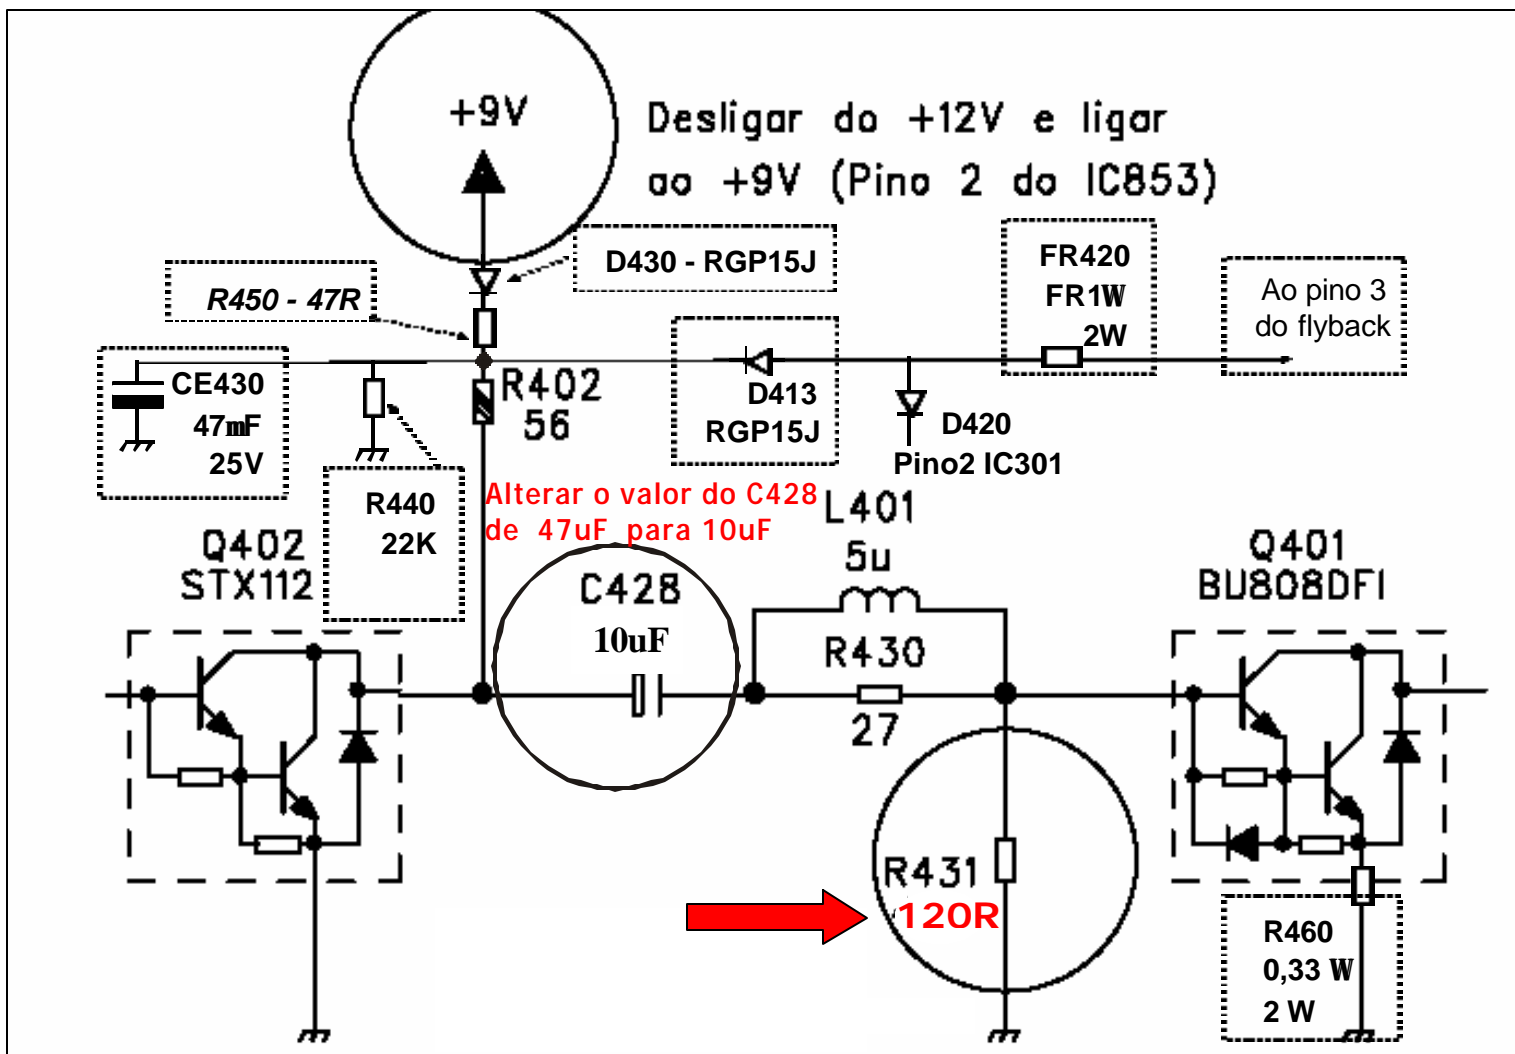 +9V
Desligar do +12V e ligar
ao +9V (Pino 2 do IC853)
D430 - RGP15J
FR420
FR1W
2W
Ao pino 3
do flyback
R450 - 47R
CE430
47mF
25V
R402
56
D413
RGP15J
D420
Pino2 IC301
R440
22K
Alterar o valor do C428
de 47uF para 10uF
L401
5u
Q402
STX112
C428
10uF
R430
27
Q401
BU808DFI
R431
120R
R460
0,33 W
2 W